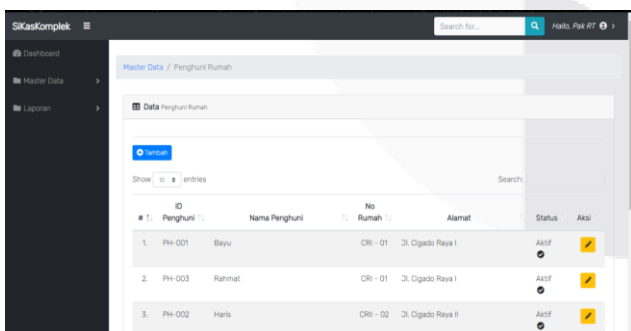 SiKasKomplek
Search for...
Hallo, Pak RT
Dashboard
Master Data
Laporan
Master Data / Penghuni Rumah
Data Penghuni Rumah
Tambah
Show 10 entries
Search:
# ID Penghuni Nama Penghuni No Rumah Alamat Status Aksi
1. PH-001 Bayu CRI - 01 Jl. Cigado Raya I Aktif
2. PH-003 Rahmat CRI - 01 Jl. Cigado Raya I Aktif
3. PH-002 Haris CRII - 02 Jl. Cigado Raya II Aktif